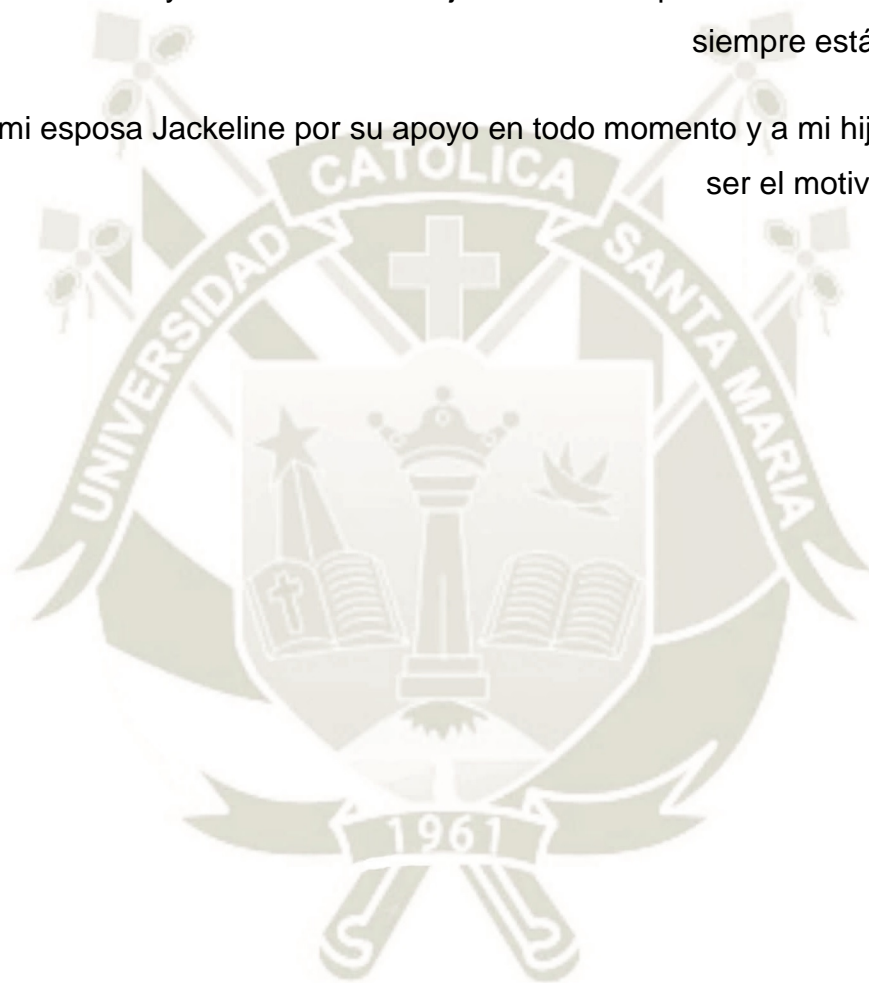 siempre está
mi esposa Jackeline por su apoyo en todo momento y a mi hij
ser el motiv
UNIVERSIDAD CATOLICA SANTA MARIA
1961